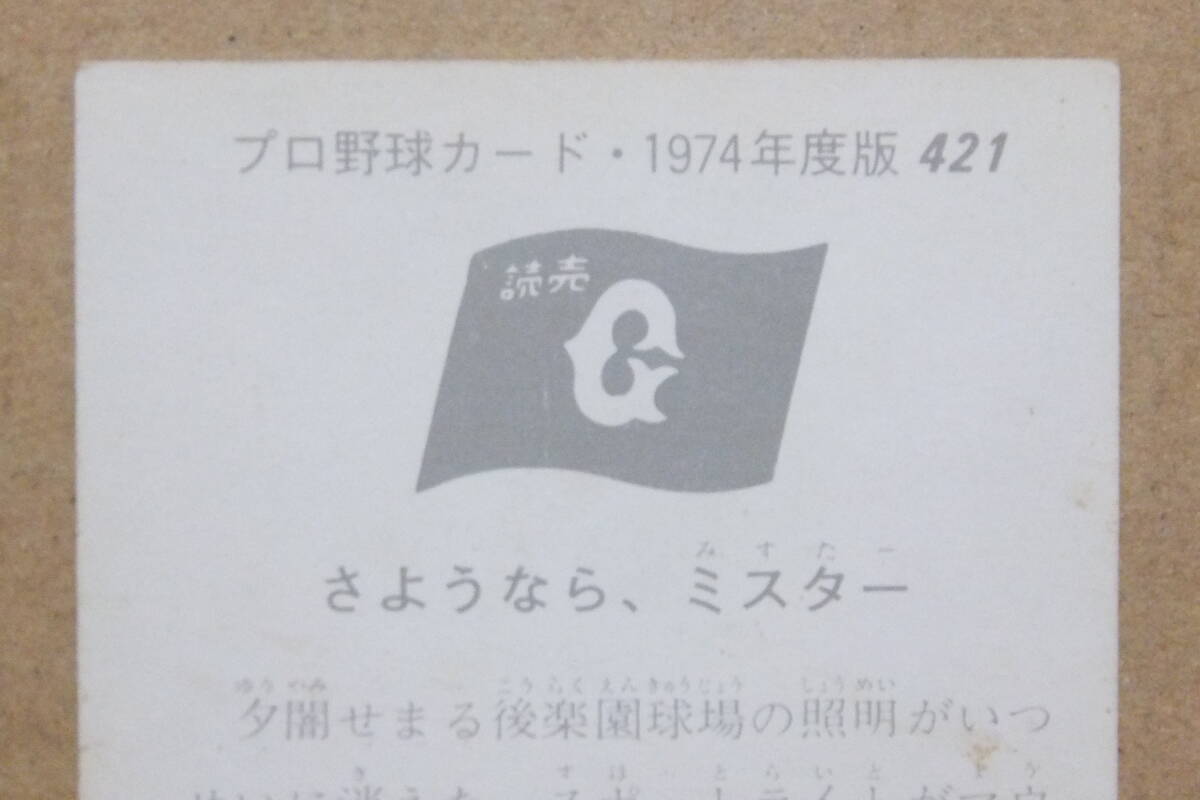 プロ野球カード・1974年度版 421
読売
G
みすたー
さようなら、ミスター
ゆうやみ こうらくえんきゅうじょう しょうめい
夕闇せまる後楽園球場の照明がいつ